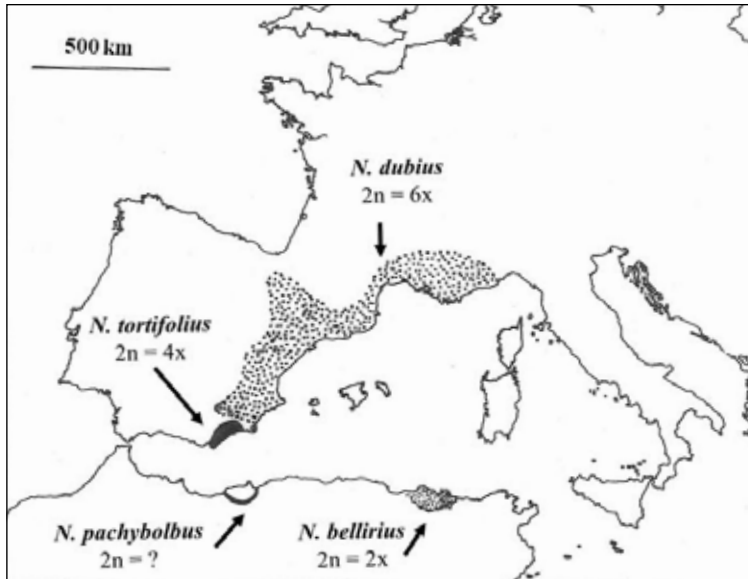 500 km
N. dubius
2n = 6x
N. tortifolius
2n = 4x
N. pachybolbus
2n = ?
N. bellirius
2n = 2x